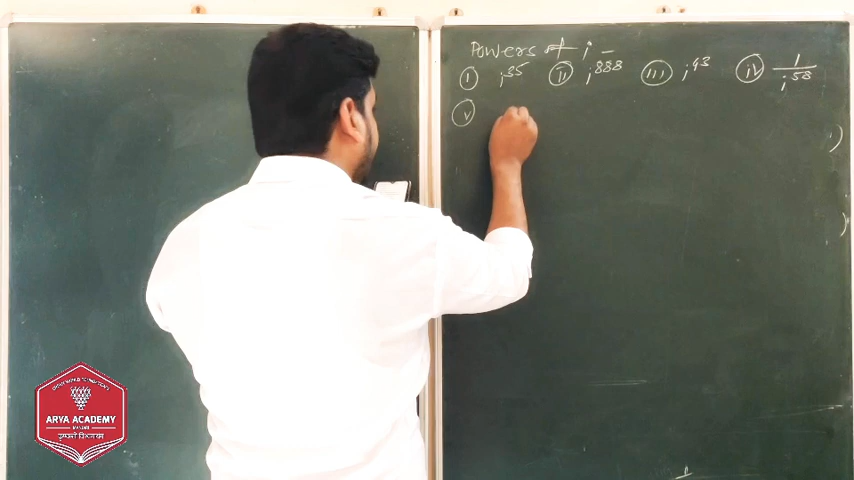 Powers of i -
(i) i^35 (ii) i^888 (iii) i^93 (iv) 1/i^58
(v)
ARYA ACADEMY